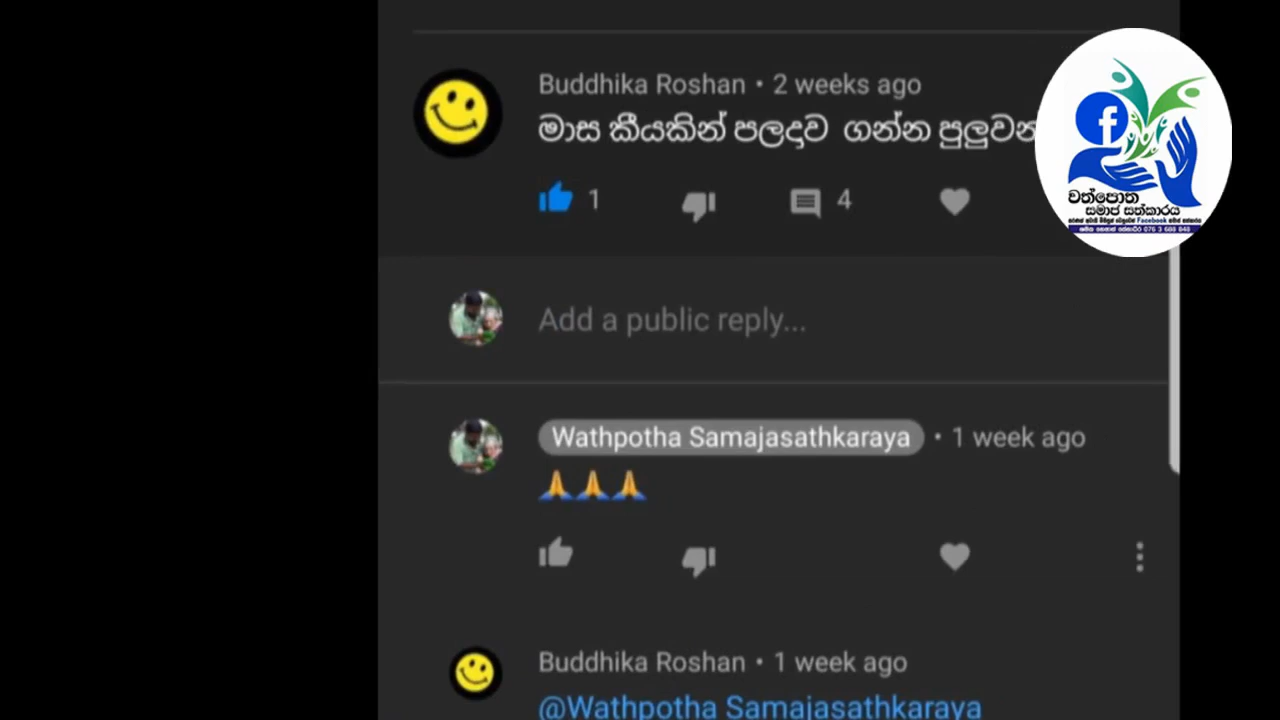 Buddhika Roshan • 2 weeks ago
මාස කීයකින් පලදාව ගන්න
1
4
වත්පොත
සමාජ සත්කාරය
Add a public reply...
Wathpotha Samajasathkaraya • 1 week ago
🙏🙏🙏
Buddhika Roshan • 1 week ago
@Wathpotha Samajasathkaraya